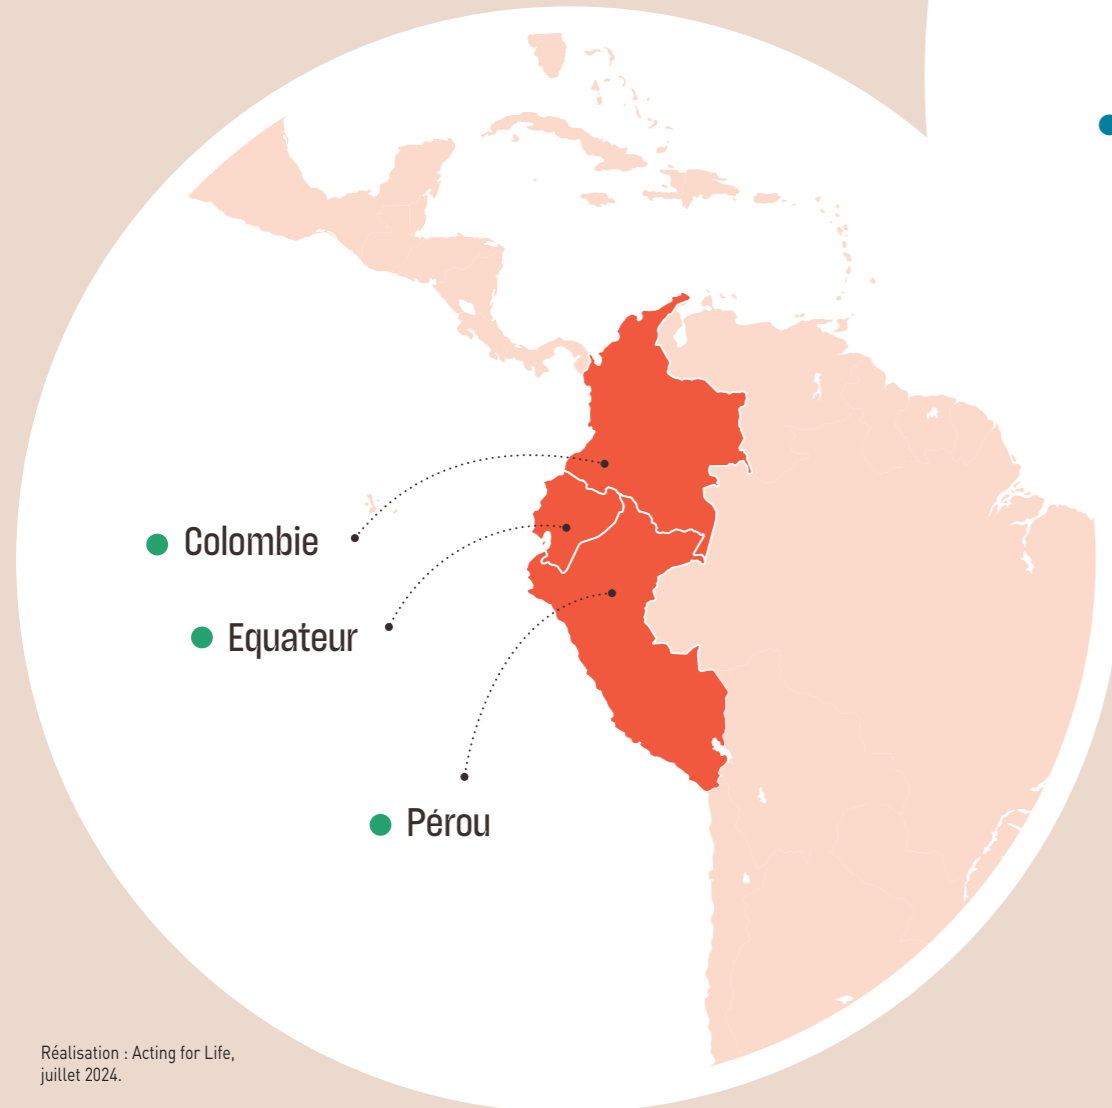 Colombie
Equateur
Pérou
Réalisation : Acting for Life,
juillet 2024.